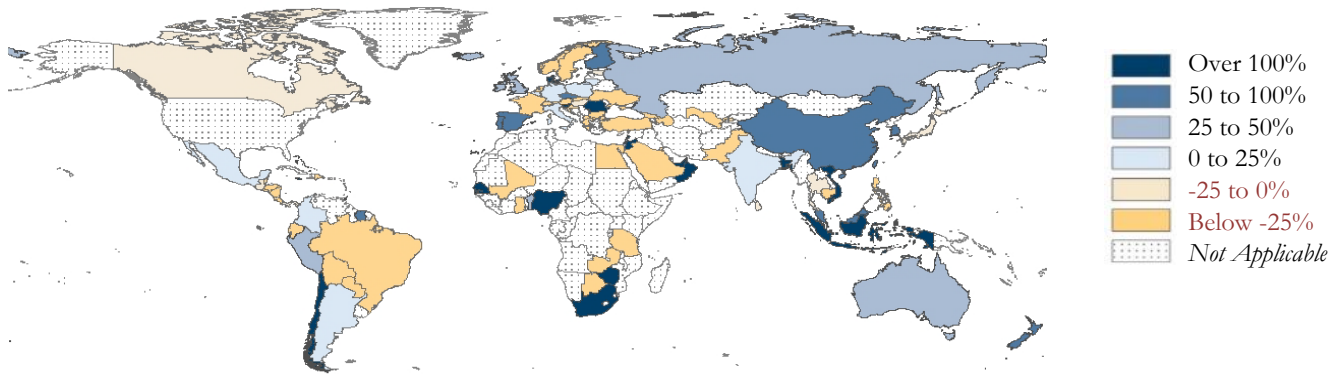 Over 100%
50 to 100%
25 to 50%
0 to 25%
-25 to 0%
Below -25%
Not Applicable